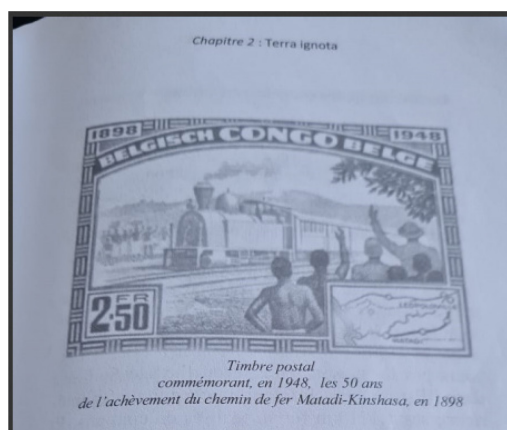 Chapitre 2 : Terra ignota
1898
1948
BELGISCH CONGO BELGE
FR
2·50
MATADI
Timbre postal
commémorant, en 1948, les 50 ans
de l'achèvement du chemin de fer Matadi-Kinshasa, en 1898